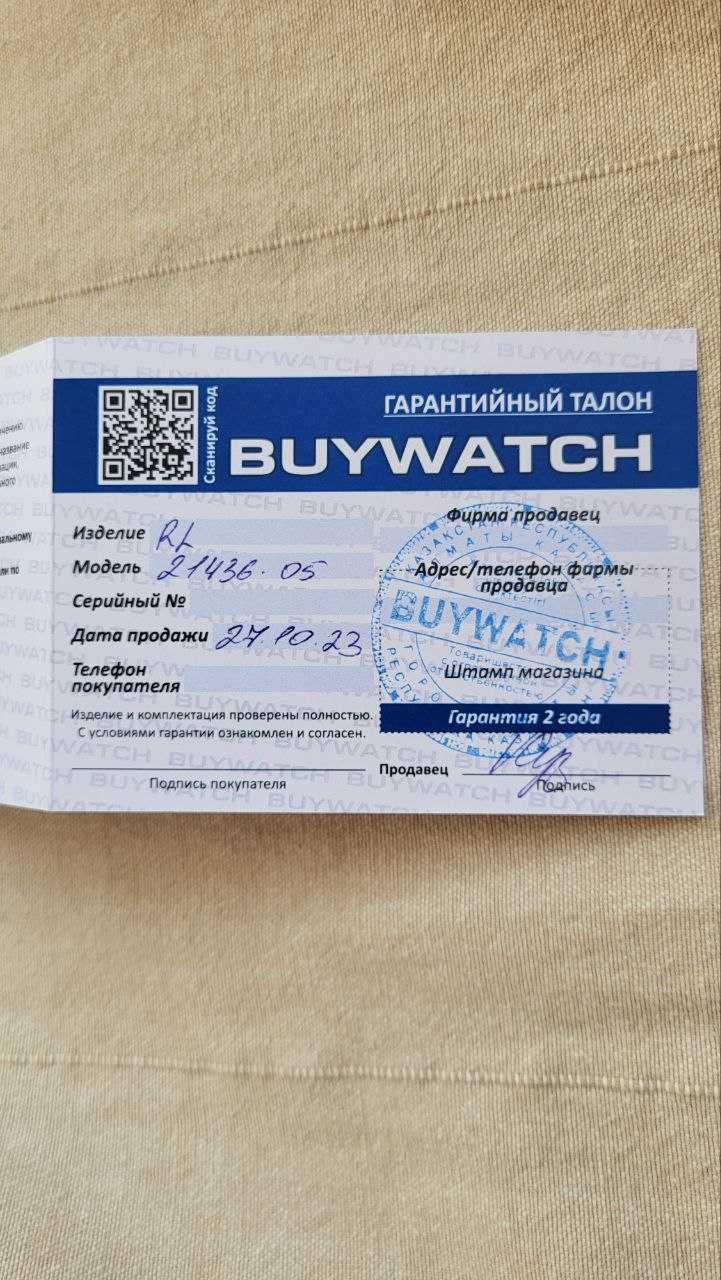 Сканируй код
ГАРАНТИЙНЫЙ ТАЛОН
BUYWATCH
Изделие RL
Модель 21436.05
Серийный №
Дата продажи 27.10.23
Телефон
покупателя
Изделие и комплектация проверены полностью.
С условиями гарантии ознакомлен и согласен.
Подпись покупателя
Фирма продавец
Адрес/телефон фирмы
продавца
BUYWATCH
Штамп магазина
Гарантия 2 года
Продавец
Подпись